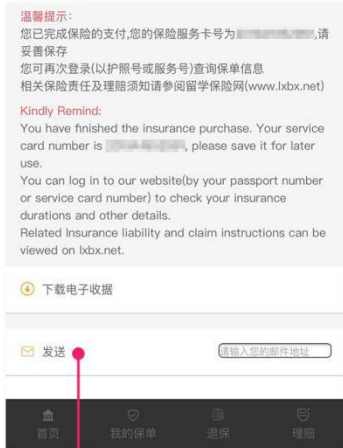 温馨提示:
您已完成保险的支付,您的保险服务卡号为,请
妥善保存
您可再次登录(以护照号或服务号)查询保单信息
相关保险责任及理赔须知请参阅留学保险网(www.lxbx.net)
Kindly Remind:
You have finished the insurance purchase. Your service
card number is , please save it for later
use.
You can log in to our website(by your passport number
or service card number) to check your insurance
durations and other details.
Related Insurance liability and claim instructions can be
viewed on lxbx.net.
下载电子收据
发送 请输入您的邮件地址
首页 我的保单 退保 理赔